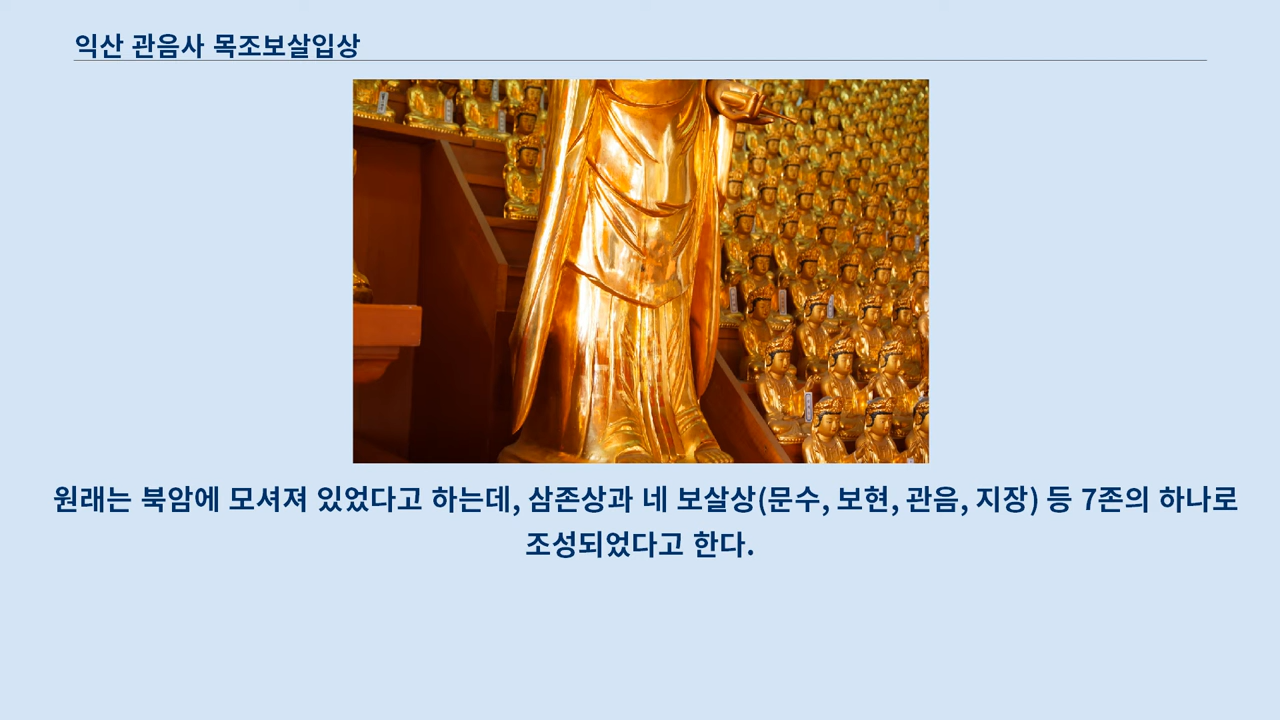 익산 관음사 목조보살입상
원래는 북암에 모셔져 있었다고 하는데, 삼존상과 네 보살상(문수, 보현, 관음, 지장) 등 7존의 하나로
조성되었다고 한다.